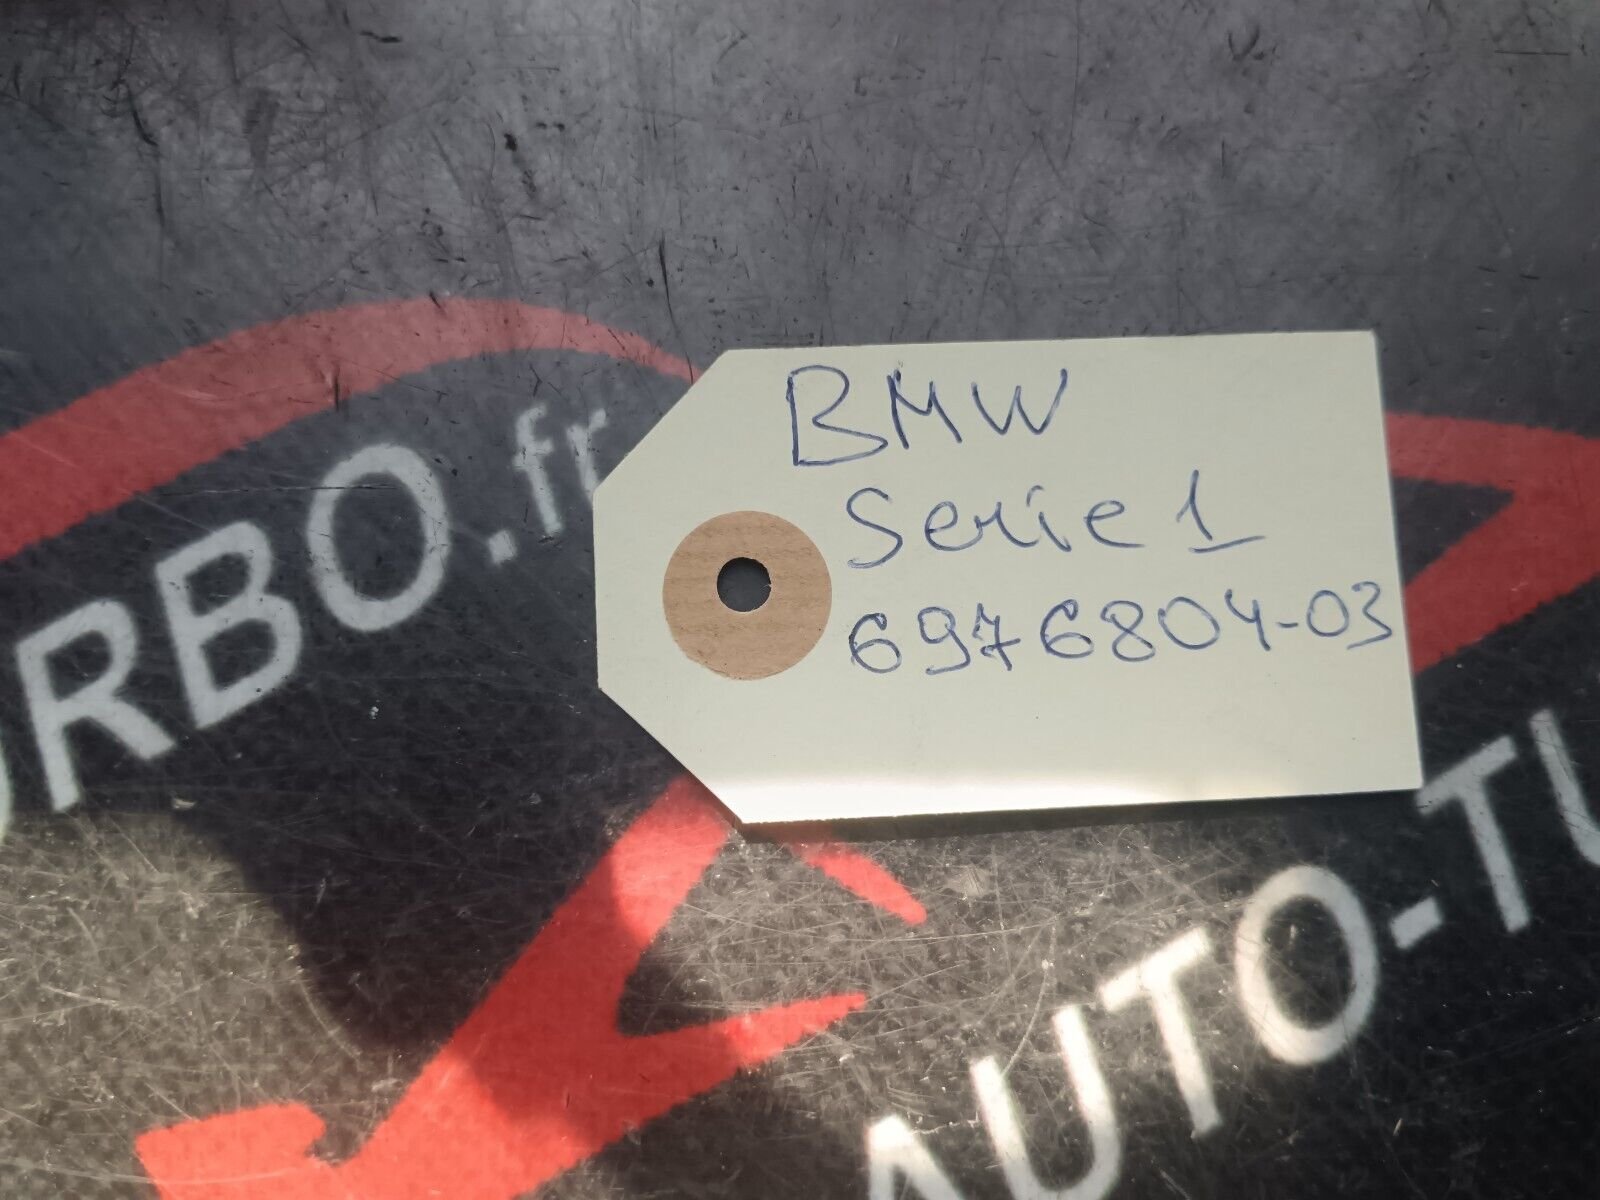 BMW
Serie 1
6976804-03
RBO.fr
AUTO-TU